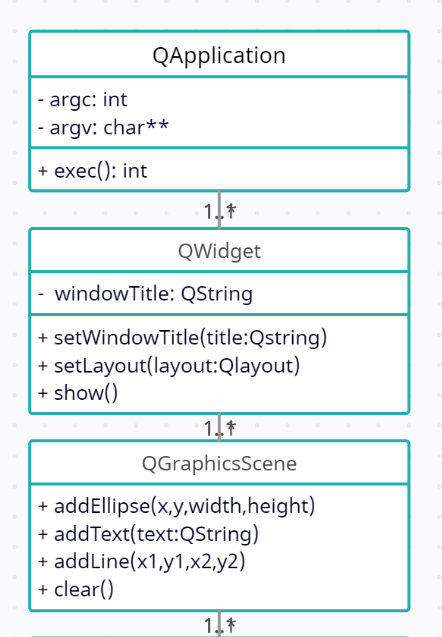 QApplication
- argc: int
- argv: char**
+ exec(): int
1..*
QWidget
- windowTitle: QString
+ setWindowTitle(title:Qstring)
+ setLayout(layout:Qlayout)
+ show()
1..*
QGraphicsScene
+ addEllipse(x,y,width,height)
+ addText(text:QString)
+ addLine(x1,y1,x2,y2)
+ clear()
1..*